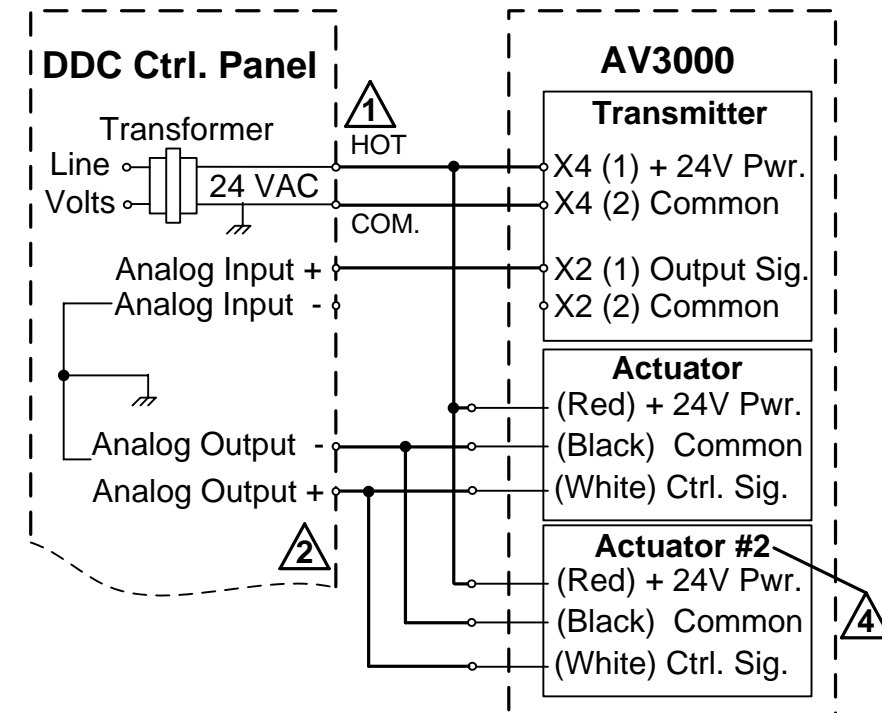 DDC Ctrl. Panel
Transformer
Line
Volts
24 VAC
1
HOT
COM.
Analog Input +
Analog Input -
Analog Output -
Analog Output +
2
AV3000
Transmitter
X4 (1) + 24V Pwr.
X4 (2) Common
X2 (1) Output Sig.
X2 (2) Common
Actuator
(Red) + 24V Pwr.
(Black) Common
(White) Ctrl. Sig.
Actuator #2
(Red) + 24V Pwr.
(Black) Common
(White) Ctrl. Sig.
4